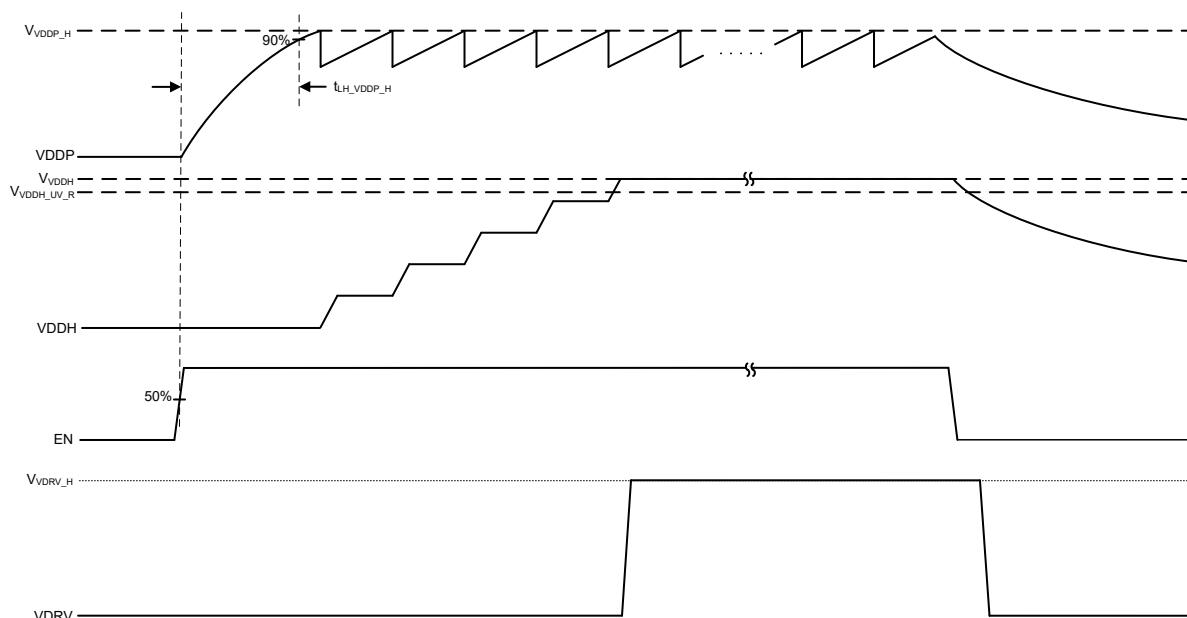 VVDDP_H
90%
tLH_VDDP_H
VDDP
VVDDH
VVDDH_UV_R
VDDH
50%
EN
VVDRV_H
VDRV